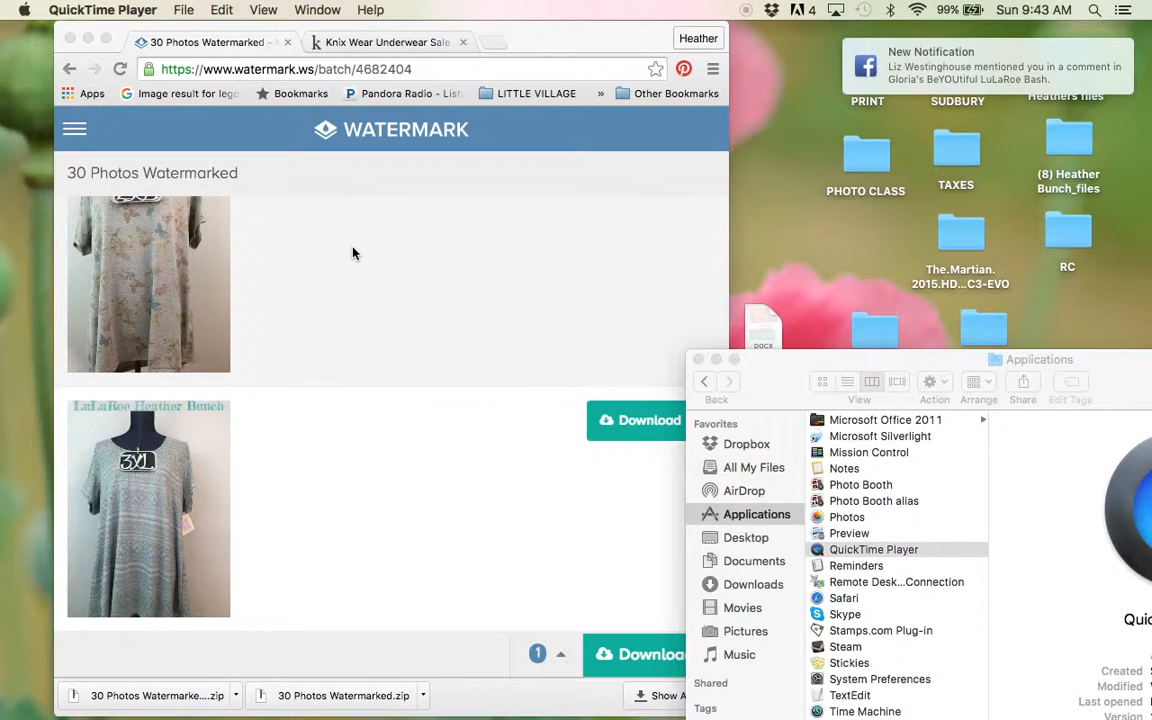 QuickTime Player File Edit View Window Help 4 99% Sun 9:43 AM
30 Photos Watermarked - Knix Wear Underwear Sale Heather
https://www.watermark.ws/batch/4682404
Apps Image result for lego Bookmarks Pandora Radio - List LITTLE VILLAGE » Other Bookmarks
WATERMARK
30 Photos Watermarked
LuLaRoe Heather Bunch
3XL
Download
1
30 Photos Watermarke....zip 30 Photos Watermarked.zip
New Notification
Liz Westinghouse mentioned you in a comment in
Gloria's BeYOUtiful LuLaRoe Bash.
PRINT SUDBURY Heathers files
PHOTO CLASS TAXES (8) Heather
Bunch_files
The.Martian.
2015.HD...C3-EVO
RC
DOCX
Applications
Back View Action Arrange Share Edit Tags
Favorites
Dropbox
All My Files
AirDrop
Applications
Desktop
Documents
Downloads
Movies
Pictures
Music
Shared
Tags
Microsoft Office 2011
Microsoft Silverlight
Mission Control
Notes
Photo Booth
Photo Booth alias
Photos
Preview
QuickTime Player
Reminders
Remote Desk...Connection
Safari
Skype
Stamps.com Plug-in
Steam
Stickies
System Preferences
TextEdit
Time Machine
Created
Modified
Last opened